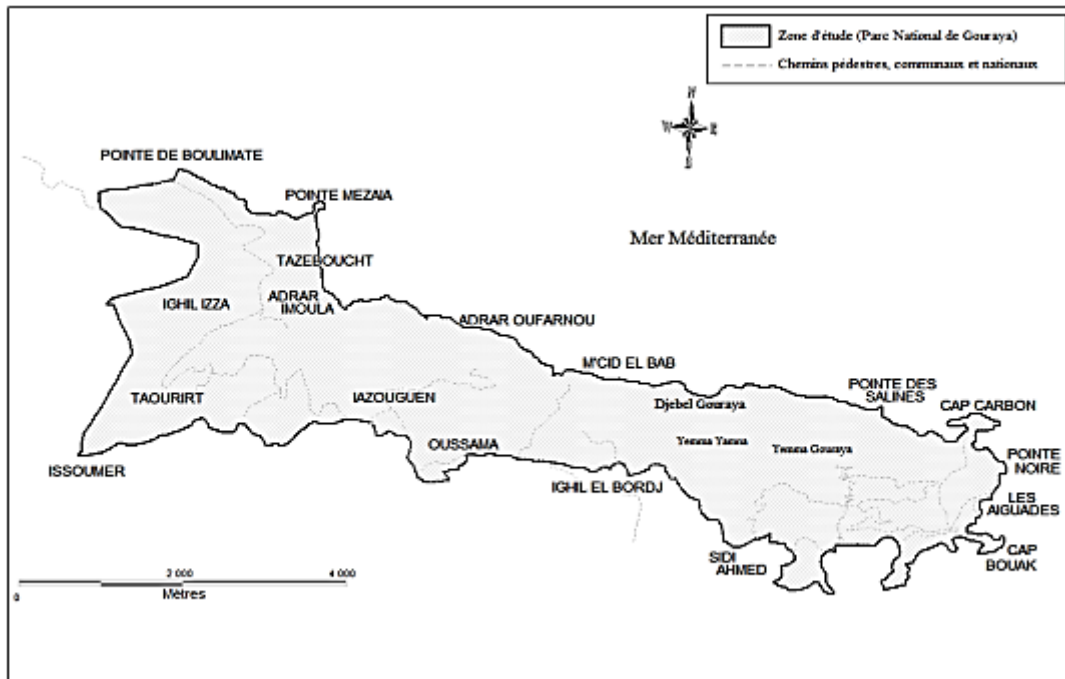 Zone d'étude (Parc National de Gouraya)
Chemins pédestres, communaux et nationaux
N
W
E
S
POINTE DE BOULIMATE
POINTE MEZAIA
Mer Méditerranée
TAZEBOUCHT
IGHIL IZZA
ADRAR
IMOULA
ADRAR OUFARNOU
M'CID EL BAB
POINTE DES
SALINES
CAP CARBON
TAOURIRT
IAZOUGUEN
Djebel Gouraya
OUSSAMA
Yemma Yamna
Yemma Gouraya
POINTE
NOIRE
ISSOUMER
IGHIL EL BORDJ
LES
AIGUADES
SIDI
AHMED
CAP
BOUAK
0
2 000
4 000
Mètres